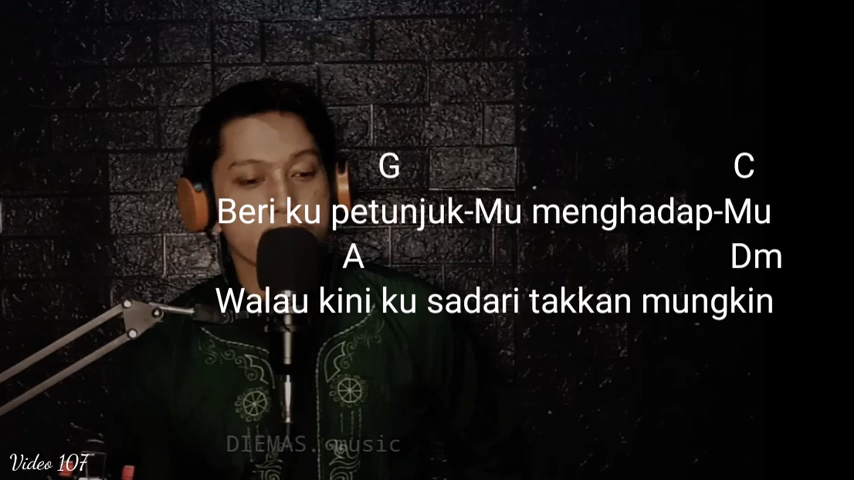 G C
Beri ku petunjuk-Mu menghadap-Mu
A Dm
Walau kini ku sadari takkan mungkin
DIEMAS. music
Video 107